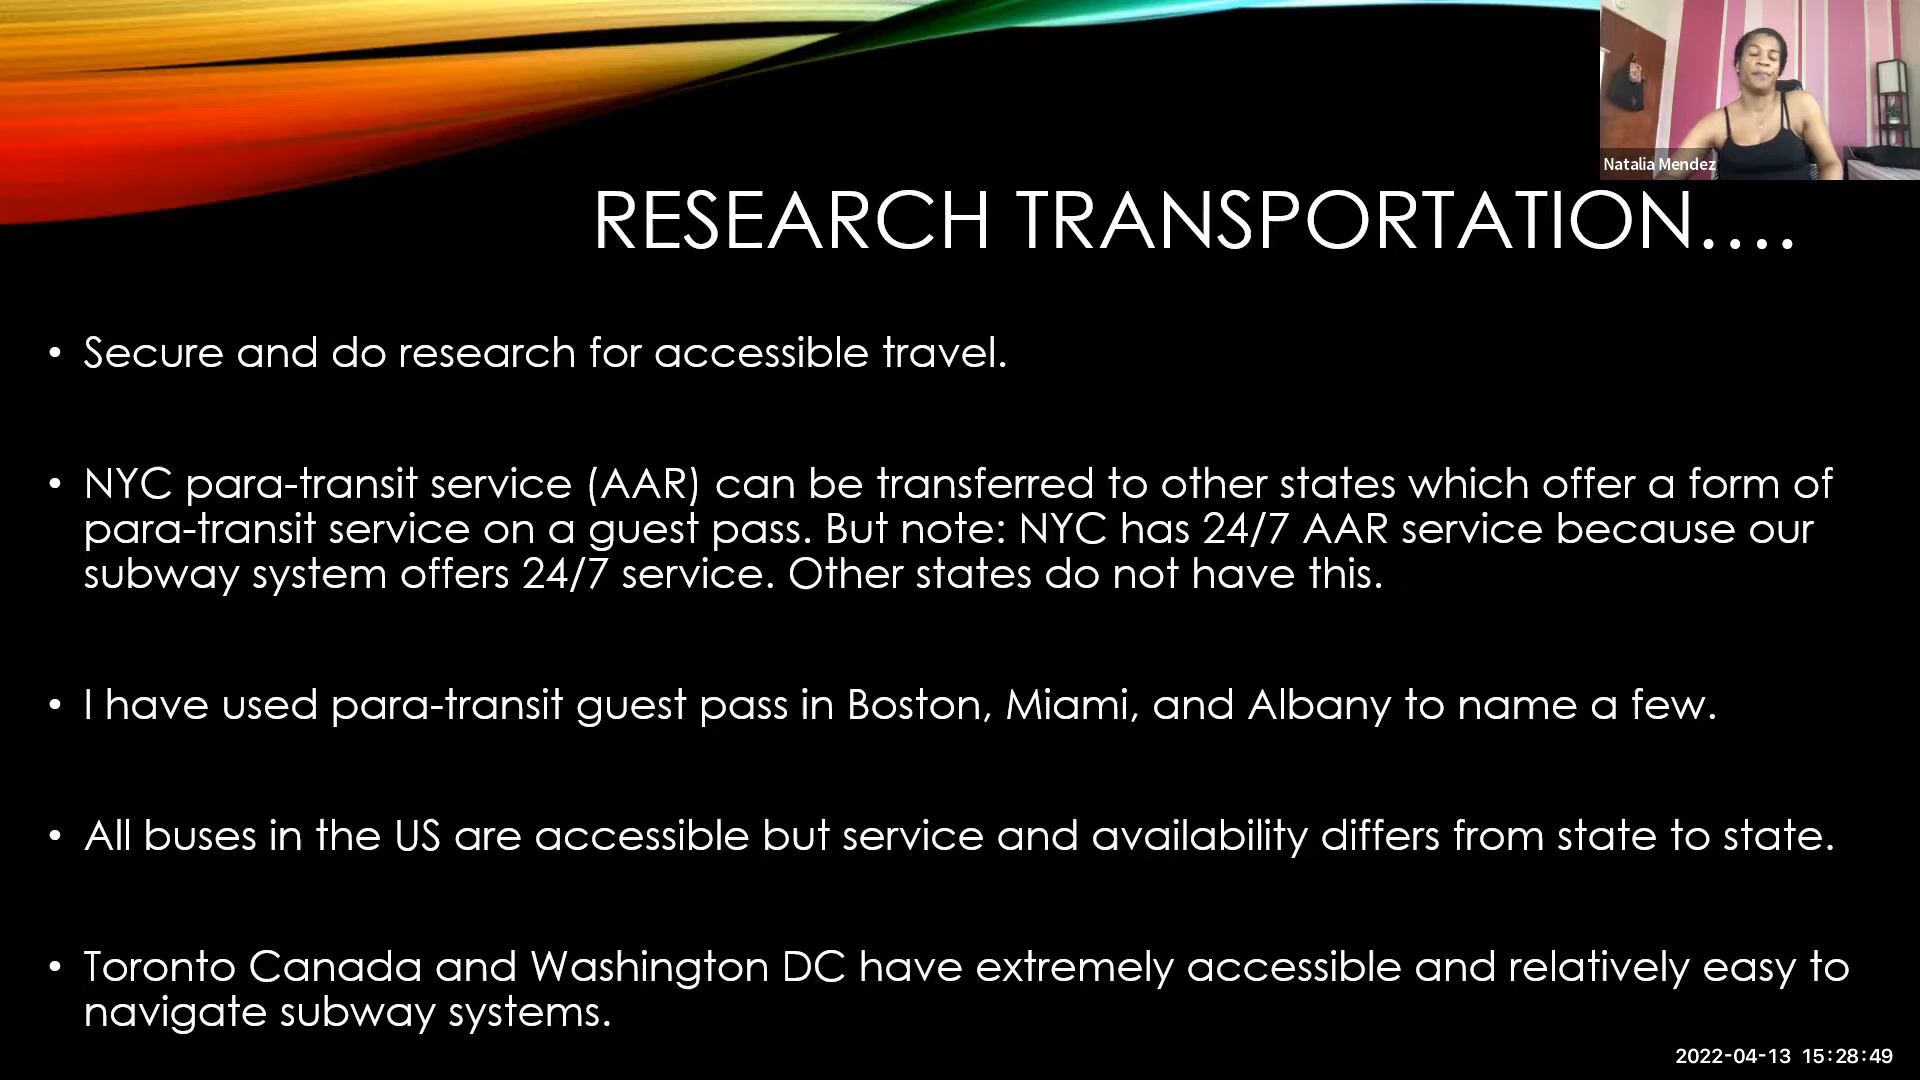 Natalia Mendez
RESEARCH TRANSPORTATION....
• Secure and do research for accessible travel.
• NYC para-transit service (AAR) can be transferred to other states which offer a form of
para-transit service on a guest pass. But note: NYC has 24/7 AAR service because our
subway system offers 24/7 service. Other states do not have this.
• I have used para-transit guest pass in Boston, Miami, and Albany to name a few.
• All buses in the US are accessible but service and availability differs from state to state.
• Toronto Canada and Washington DC have extremely accessible and relatively easy to
navigate subway systems.
2022-04-13 15:28:49